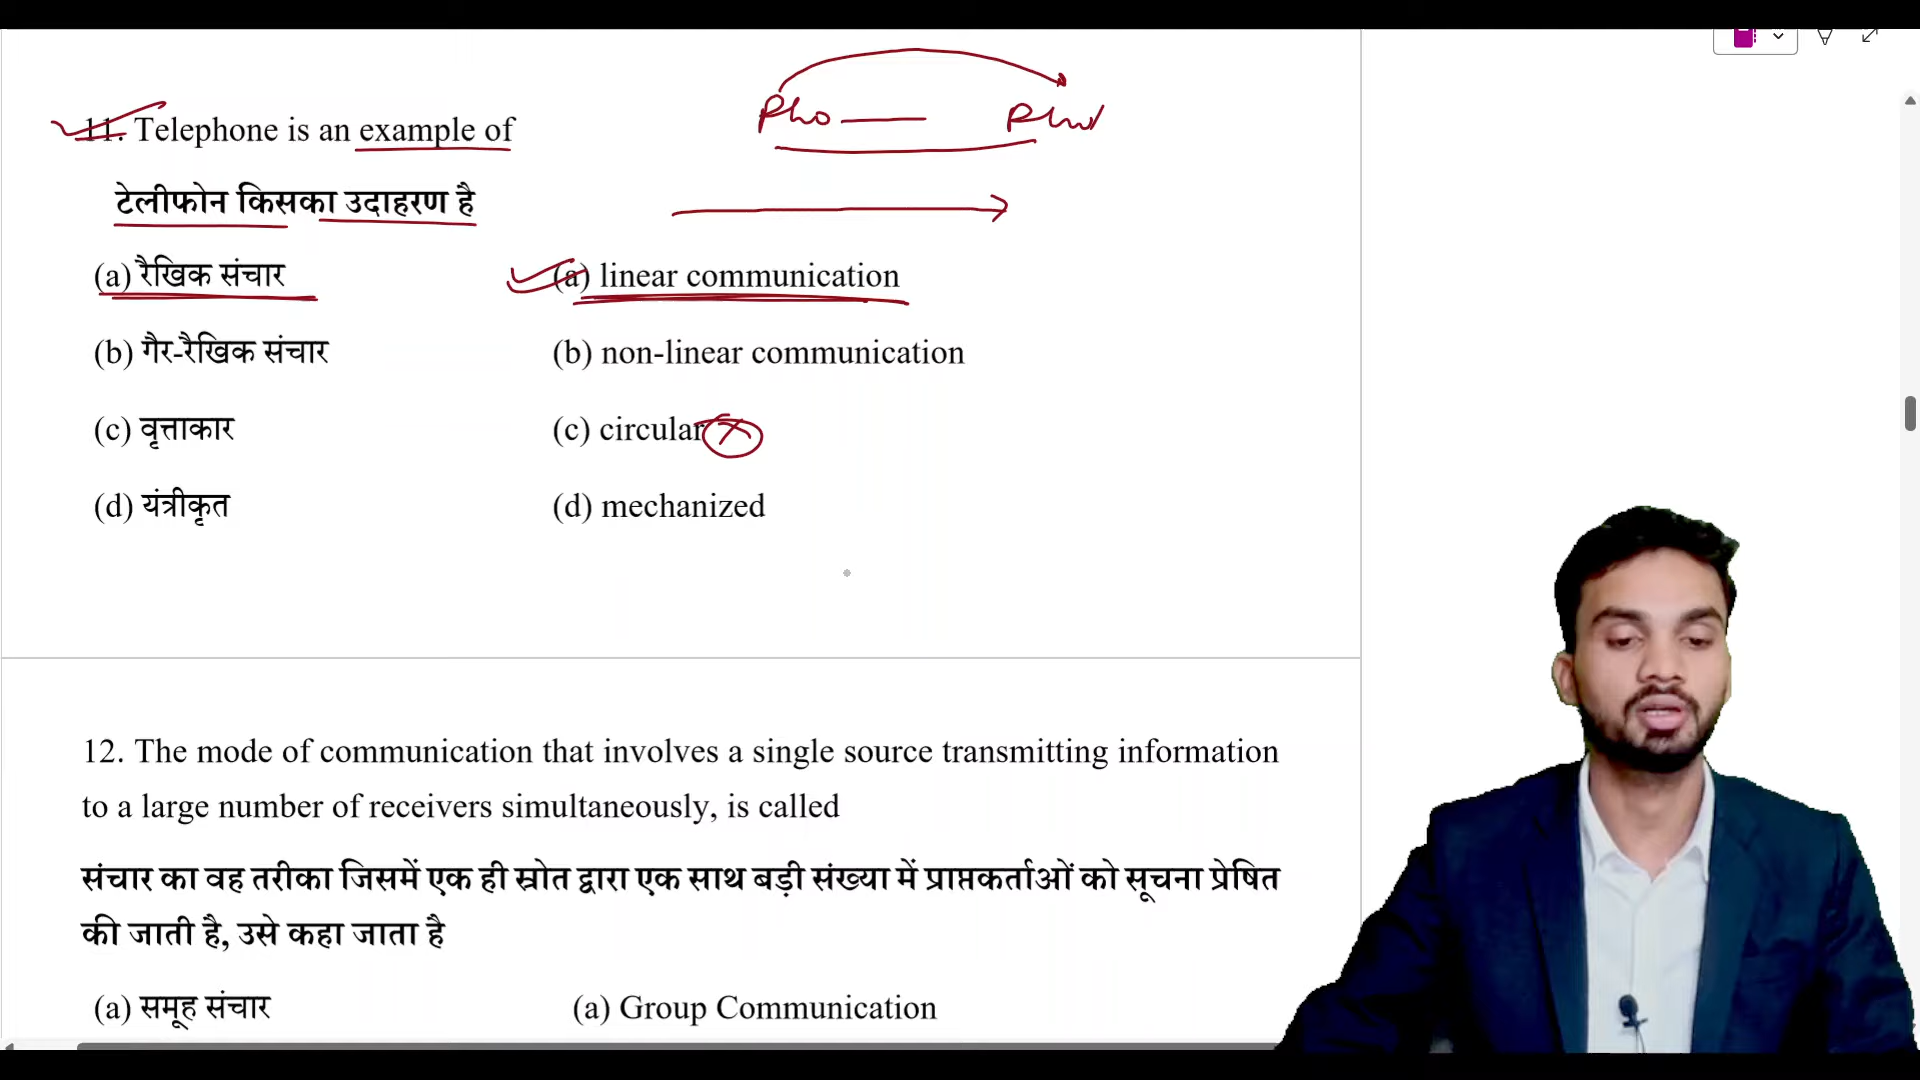 Pho
11. Telephone is an example of
टेलीफोन किसका उदाहरण है
(a) रैखिक संचार (a) linear communication
(b) गैर-रैखिक संचार (b) non-linear communication
(c) वृत्ताकार (c) circular
(d) यंत्रीकृत (d) mechanized
12. The mode of communication that involves a single source transmitting information
to a large number of receivers simultaneously, is called
संचार का वह तरीका जिसमें एक ही स्रोत द्वारा एक साथ बड़ी संख्या में प्राप्तकर्ताओं को सूचना प्रेषित
की जाती है, उसे कहा जाता है
(a) समूह संचार (a) Group Communication